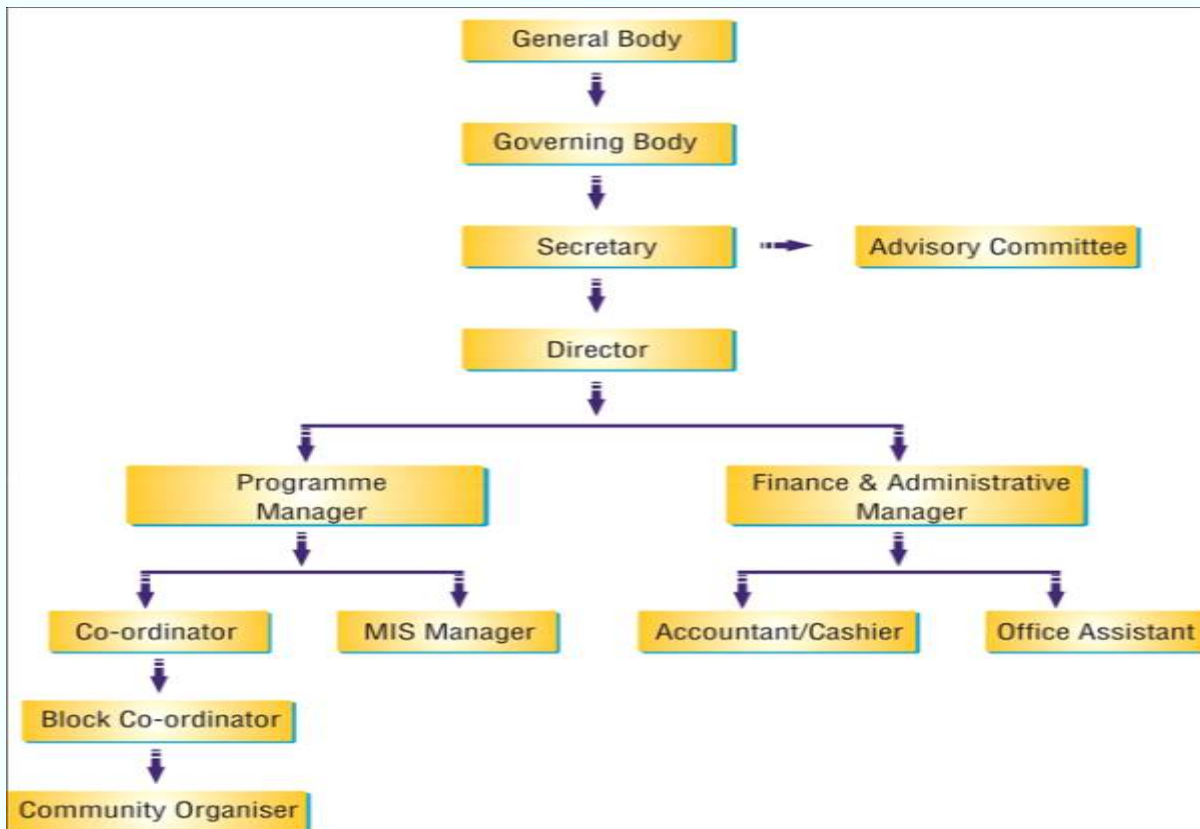 General Body
Governing Body
Secretary
Advisory Committee
Director
Programme
Manager
Finance & Administrative
Manager
Co-ordinator
MIS Manager
Accountant/Cashier
Office Assistant
Block Co-ordinator
Community Organiser